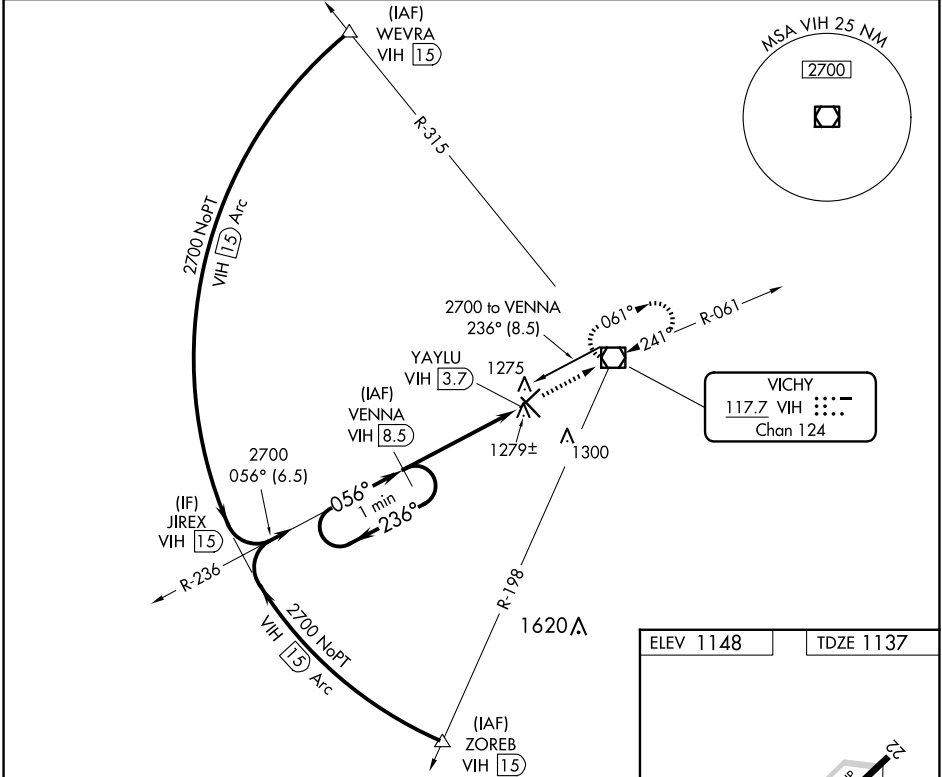 (IAF)
WEVRA
VIH 15
MSA VIH 25 NM
2700
R-315
2700 NoPT
VIH 15 Arc
2700 to VENNA
236° (8.5)
061°
R-061
241°
YAYLU
VIH 3.7
1275
VICHY
117.7 VIH
Chan 124
(IAF)
VENNA
VIH 8.5
1279±
1300
2700
056° (6.5)
056°
1 min
236°
(IF)
JIREX
VIH 15
R-236
R-198
2700 NoPT
VIH 15 Arc
1620
ELEV 1148
TDZE 1137
(IAF)
ZOREB
VIH 15
22